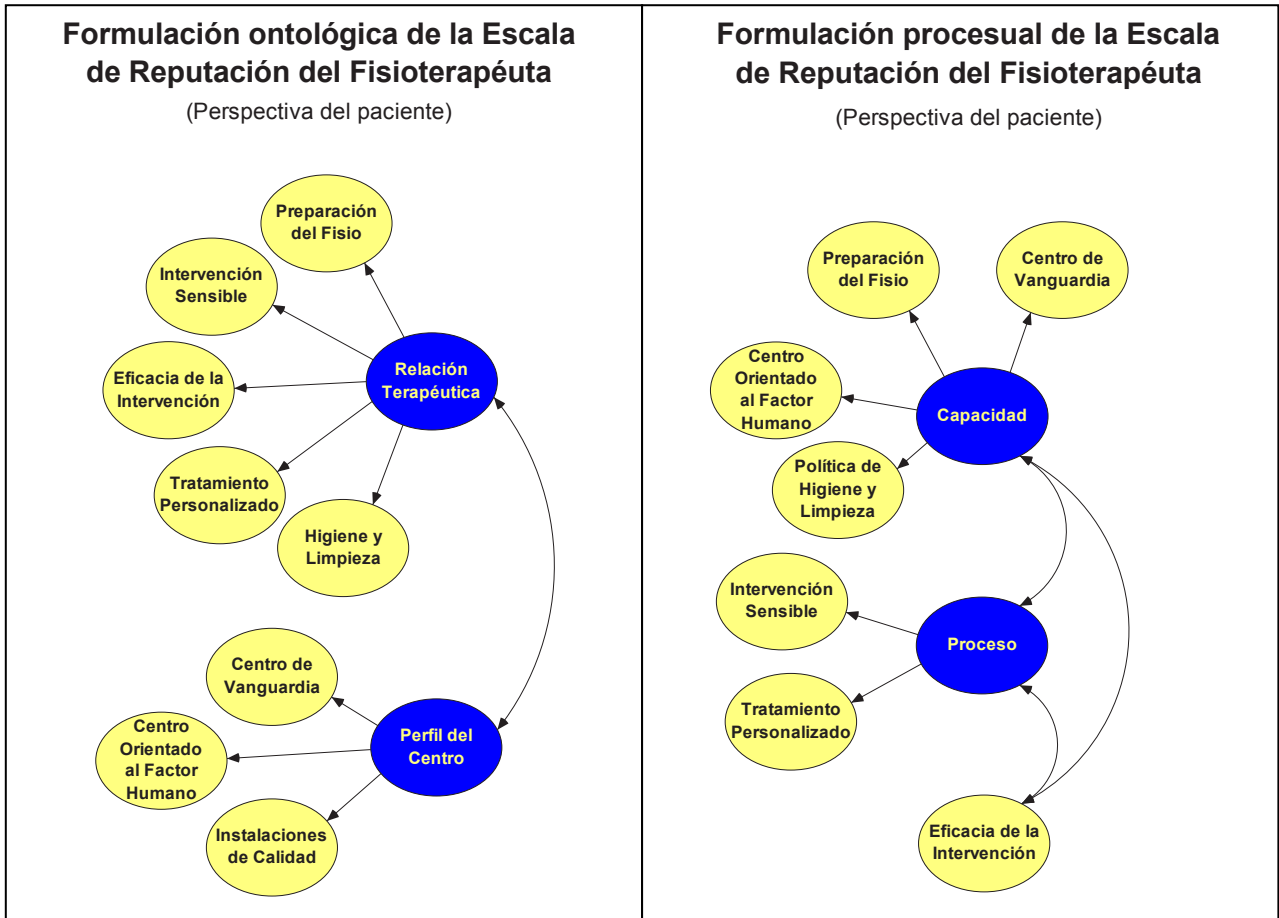 Formulación ontológica de la Escala
de Reputación del Fisioterapéuta
(Perspectiva del paciente)
Preparación
del Fisio
Intervención
Sensible
Eficacia de la
Intervención
Relación
Terapéutica
Tratamiento
Personalizado
Higiene y
Limpieza
Centro de
Vanguardia
Centro
Orientado
al Factor
Humano
Perfil del
Centro
Instalaciones
de Calidad
Formulación procesual de la Escala
de Reputación del Fisioterapéuta
(Perspectiva del paciente)
Preparación
del Fisio
Centro de
Vanguardia
Centro
Orientado
al Factor
Humano
Capacidad
Política de
Higiene y
Limpieza
Intervención
Sensible
Proceso
Tratamiento
Personalizado
Eficacia de la
Intervención